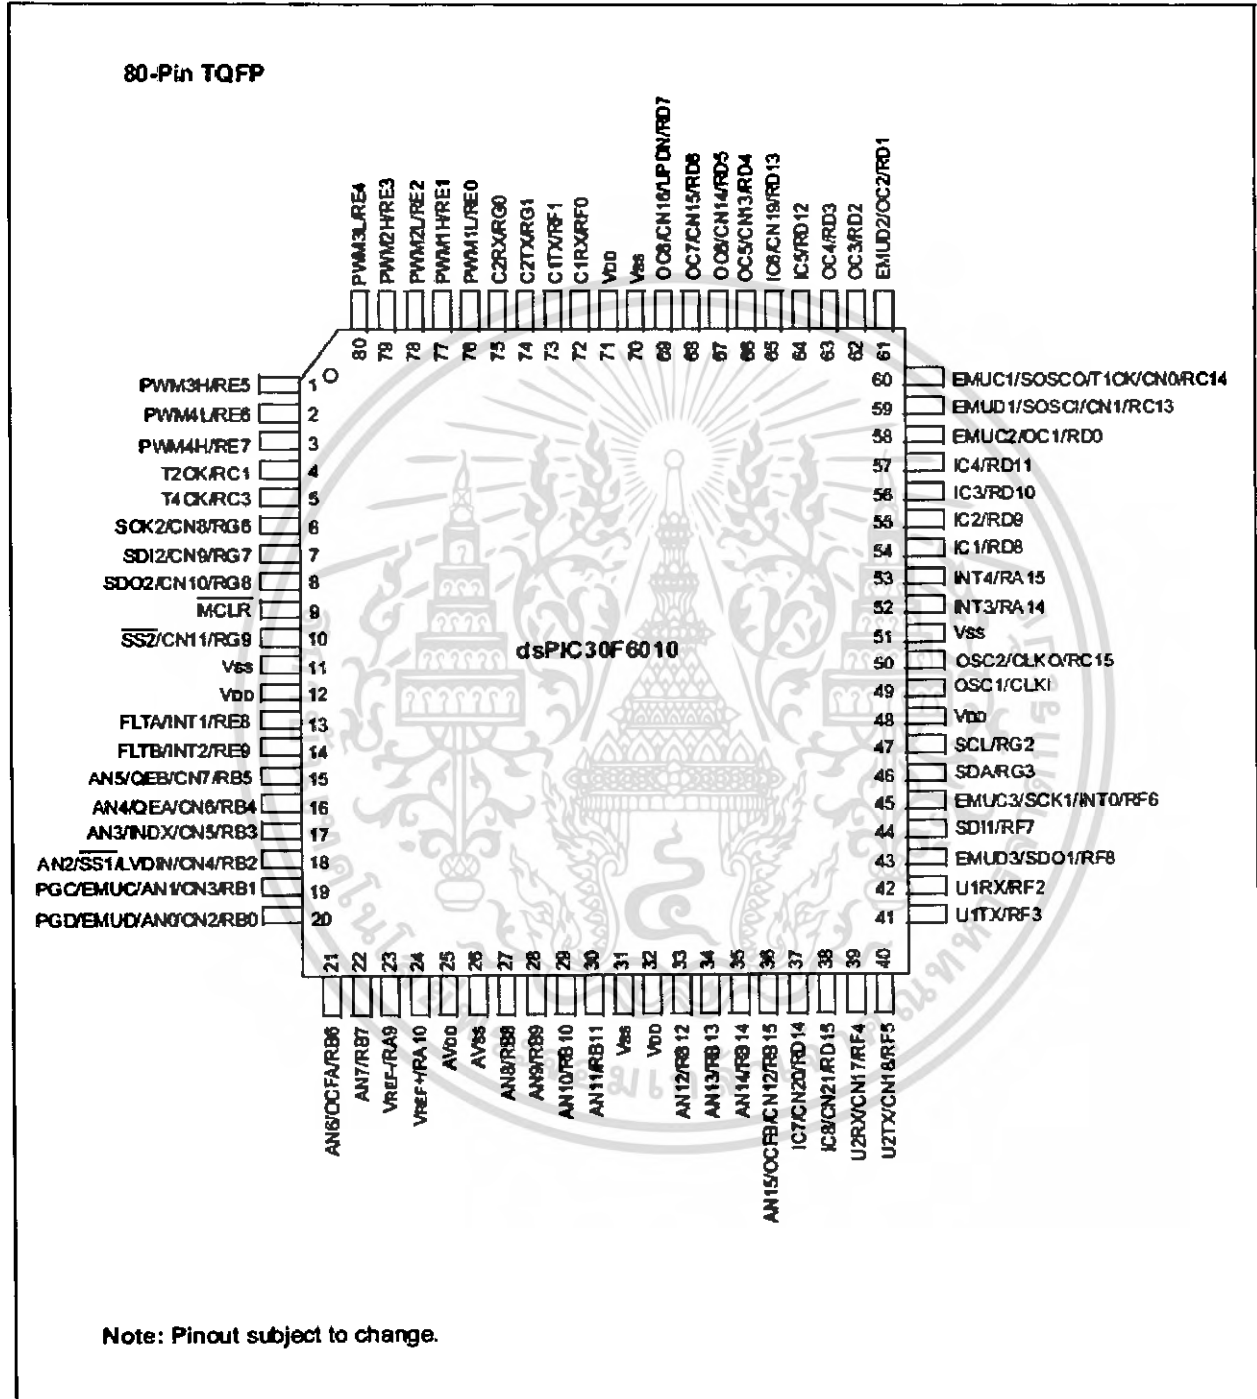 80-Pin TQFP
PWM3L/RE4
PWM2H/RE3
PWM2L/RE2
PWM1H/RE1
PWM1L/RE0
C2RX/RG0
C2TX/RG1
C1TX/RF1
C1RX/RF0
VDD
VSS
OC8/CN16/UPDN/RD7
OC7/CN15/RD6
OC6/CN14/RD5
OC5/CN13/RD4
IC6/CN19/RD13
IC5/RD12
OC4/RD3
OC3/RD2
EMUD2/OC2/RD1
80 79 78 77 76 75 74 73 72 71 70 69 68 67 66 65 64 63 62 61
PWM3H/RE5 1
PWM4L/RE6 2
PWM4H/RE7 3
T2CK/RC1 4
T4CK/RC3 5
SCK2/CN8/RG6 6
SDI2/CN9/RG7 7
SDO2/CN10/RG8 8
MCLR 9
SS2/CN11/RG9 10
VSS 11
VDD 12
FLTA/INT1/RE8 13
FLTB/INT2/RE9 14
AN5/QEB/CN7/RB5 15
AN4/QEA/CN6/RB4 16
AN3/INDX/CN5/RB3 17
AN2/SS1/LVDIN/CN4/RB2 18
PGC/EMUC/AN1/CN3/RB1 19
PGD/EMUD/AN0/CN2/RB0 20
dsPIC30F6010
60 EMUC1/SOSCO/T1CK/CN0/RC14
59 EMUD1/SOSCI/CN1/RC13
58 EMUC2/OC1/RD0
57 IC4/RD11
56 IC3/RD10
55 IC2/RD9
54 IC1/RD8
53 INT4/RA15
52 INT3/RA14
51 VSS
50 OSC2/CLKO/RC15
49 OSC1/CLKI
48 VDD
47 SCL/RG2
46 SDA/RG3
45 EMUC3/SCK1/INT0/RF6
44 SDI1/RF7
43 EMUD3/SDO1/RF8
42 U1RX/RF2
41 U1TX/RF3
21 22 23 24 25 26 27 28 29 30 31 32 33 34 35 36 37 38 39 40
AN6/OCFA/RB6
AN7/RB7
VREF-/RA9
VREF+/RA10
AVDD
AVSS
AN8/RB8
AN9/RB9
AN10/RB10
AN11/RB11
VSS
VDD
AN12/RB12
AN13/RB13
AN14/RB14
AN15/OCFB/CN12/RB15
IC7/CN20/RD14
IC8/CN21/RD15
U2RX/CN17/RF4
U2TX/CN18/RF5
Note: Pinout subject to change.